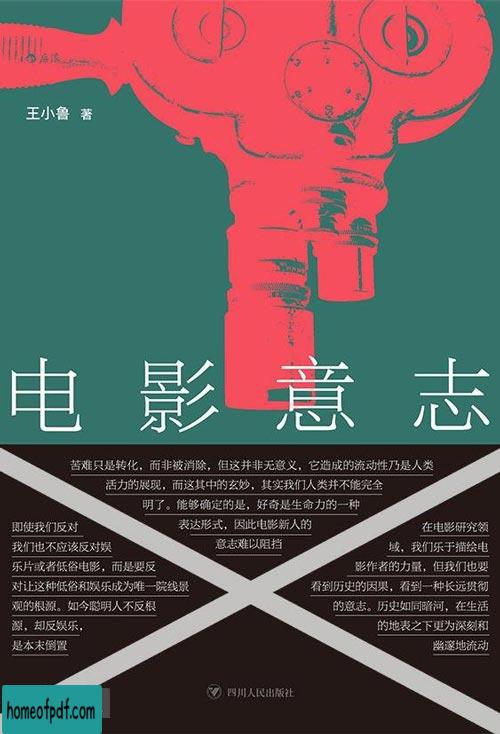 后浪
王小鲁 著
电影意志
苦难只是转化,而非被消除,但这并非无意义,它造成的流动性乃是人类
活力的展现,而这其中的玄妙,其实我们人类并不能完全
明了。能够确定的是,好奇是生命力的一种
表达形式,因此电影新人的
意志难以阻挡
即使我们反对
我们也不应该反对娱
乐片或者低俗电影,而是要反
对让这种低俗和娱乐成为唯一院线景
观的根源。如今聪明人不反根
源,却反娱乐,
是本末倒置
在电影研究领
域,我们乐于描绘电
影作者的力量,但我们也要
看到历史的因果,看到一种长远贯彻
的意志。历史如同暗河,在生活
的地表之下更为深刻和
幽邃地流动
四川人民出版社
homeofpdf.com